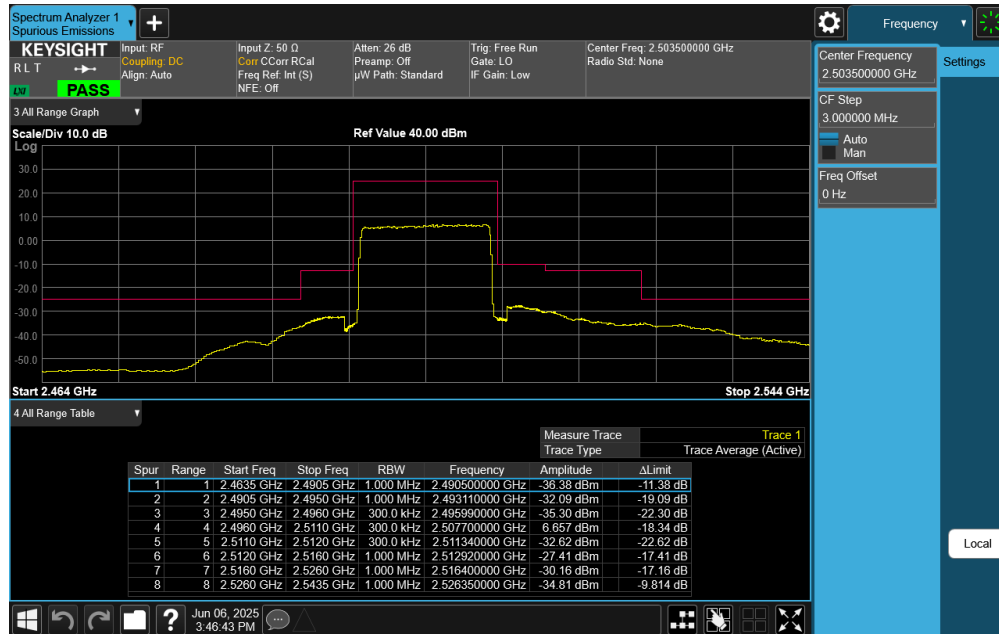 Spectrum Analyzer 1
Spurious Emissions
Frequency
KEYSIGHT
R L T
LXI
PASS
Input: RF
Coupling: DC
Align: Auto
Input Z: 50 Ω
Corr CCorr RCal
Freq Ref: Int (S)
NFE: Off
Atten: 26 dB
Preamp: Off
µW Path: Standard
Trig: Free Run
Gate: LO
IF Gain: Low
Center Freq: 2.503500000 GHz
Radio Std: None
Center Frequency
2.503500000 GHz
Settings
CF Step
3.000000 MHz
Auto
Man
Freq Offset
0 Hz
3 All Range Graph
Scale/Div 10.0 dB Ref Value 40.00 dBm
Log
30.0
20.0
10.0
0.00
-10.0
-20.0
-30.0
-40.0
-50.0
Start 2.464 GHz Stop 2.544 GHz
4 All Range Table
Measure Trace Trace 1
Trace Type Trace Average (Active)
Spur Range Start Freq Stop Freq RBW Frequency Amplitude ΔLimit
1 1 2.4635 GHz 2.4905 GHz 1.000 MHz 2.490500000 GHz -36.38 dBm -11.38 dB
2 2 2.4905 GHz 2.4950 GHz 1.000 MHz 2.493110000 GHz -32.09 dBm -19.09 dB
3 3 2.4950 GHz 2.4960 GHz 300.0 kHz 2.495990000 GHz -35.30 dBm -22.30 dB
4 4 2.4960 GHz 2.5110 GHz 300.0 kHz 2.507700000 GHz 6.657 dBm -18.34 dB
5 5 2.5110 GHz 2.5120 GHz 300.0 kHz 2.511340000 GHz -32.62 dBm -22.62 dB
6 6 2.5120 GHz 2.5160 GHz 1.000 MHz 2.512920000 GHz -27.41 dBm -17.41 dB
7 7 2.5160 GHz 2.5260 GHz 1.000 MHz 2.516400000 GHz -30.16 dBm -17.16 dB
8 8 2.5260 GHz 2.5435 GHz 1.000 MHz 2.526350000 GHz -34.81 dBm -9.814 dB
Local
Jun 06, 2025
3:46:43 PM